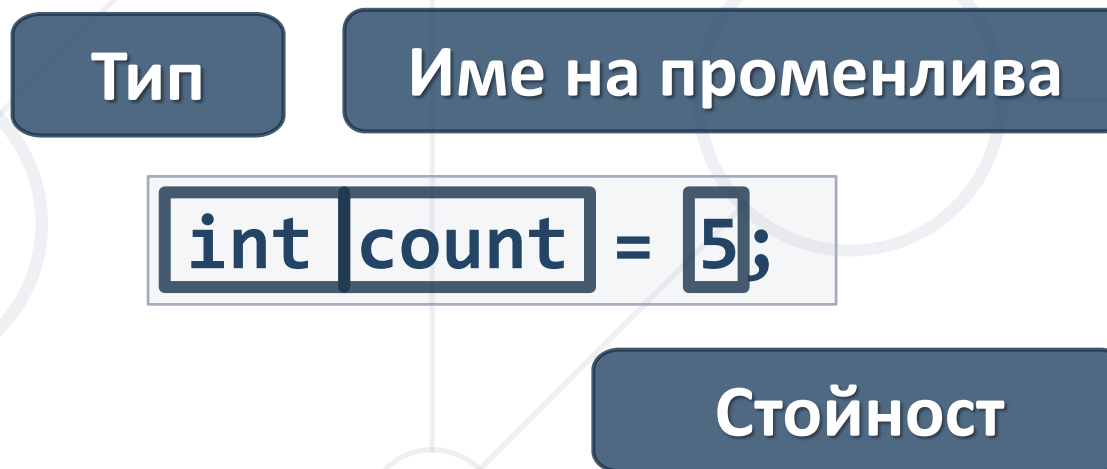 Тип
Име на променлива
int count = 5;
Стойност